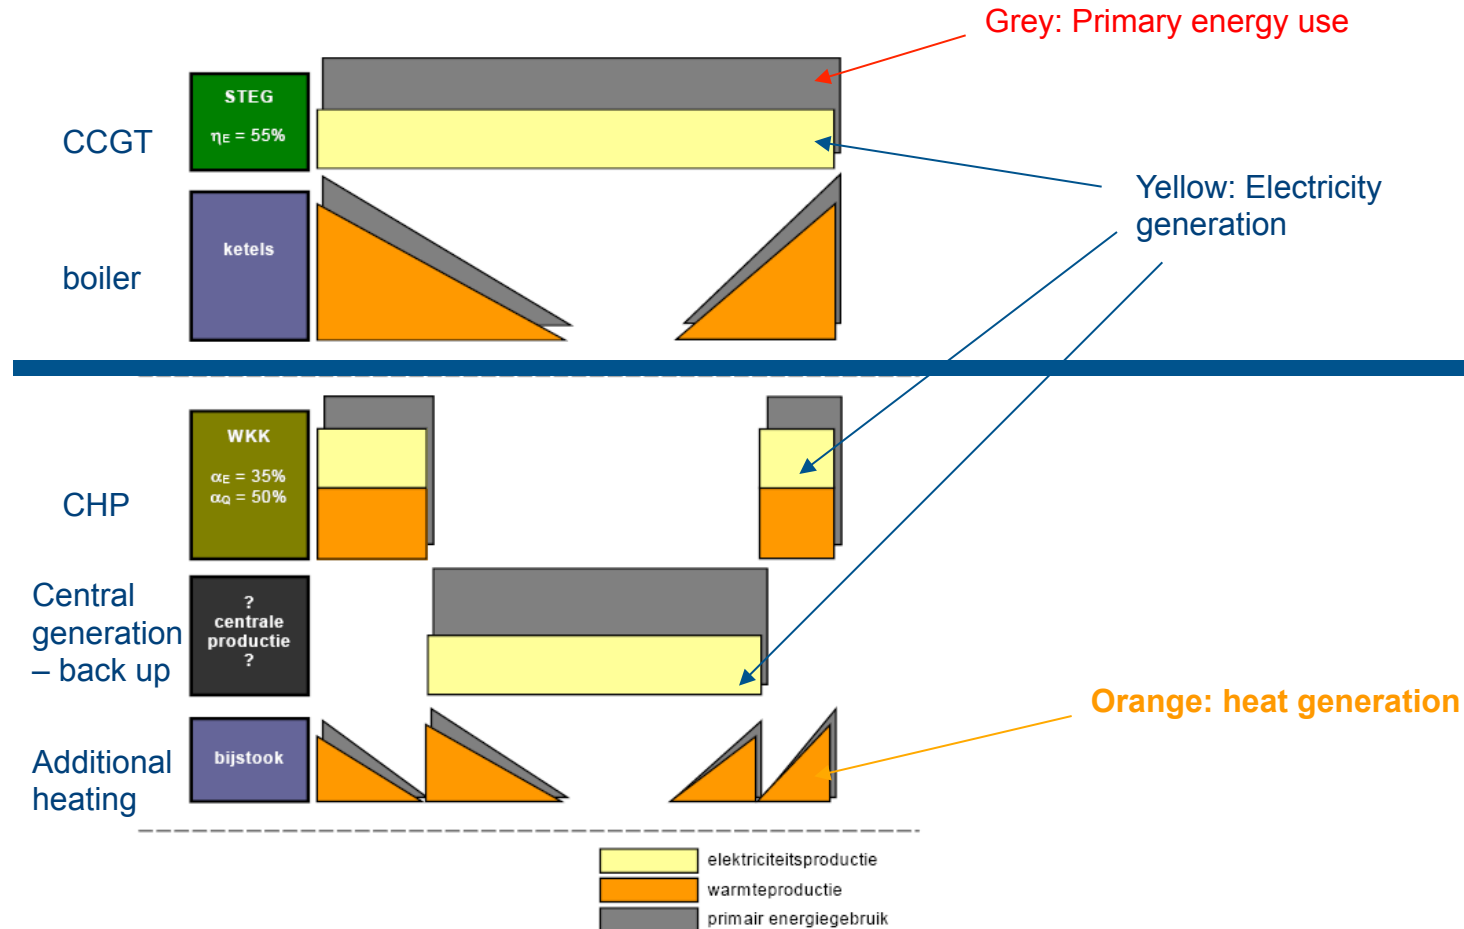 Grey: Primary energy use
CCGT
STEG
ηE = 55%
Yellow: Electricity
generation
boiler
ketels
CHP
WKK
αE = 35%
αQ = 50%
Central
generation
– back up
?
centrale
productie
?
Orange: heat generation
Additional
heating
bijstook
elektriciteitsproductie
warmteproductie
primair energiegebruik